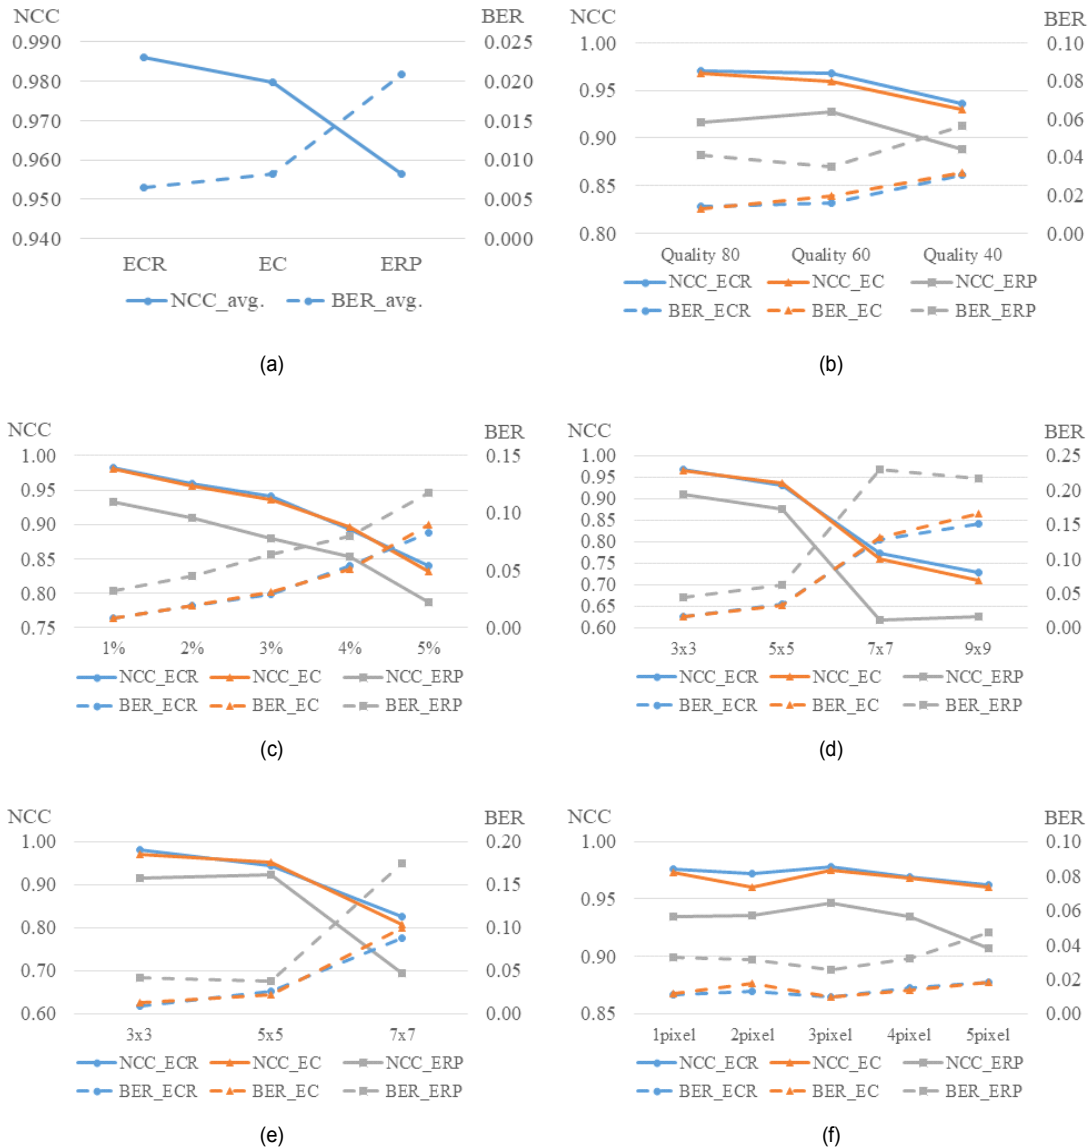 NCC BER
0.990 0.025
0.980 0.020
0.970 0.015
0.960 0.010
0.950 0.005
0.940 0.000
ECR EC ERP
NCC_avg. BER_avg.
(a)
NCC BER
1.00 0.10
0.95 0.08
0.90 0.06
0.85 0.04
0.80 0.02
0.00
Quality 80 Quality 60 Quality 40
NCC_ECR NCC_EC NCC_ERP
BER_ECR BER_EC BER_ERP
(b)
NCC BER
1.00 0.15
0.95
0.90 0.10
0.85 0.05
0.80
0.75 0.00
1% 2% 3% 4% 5%
NCC_ECR NCC_EC NCC_ERP
BER_ECR BER_EC BER_ERP
(c)
NCC BER
1.00 0.25
0.95
0.90 0.20
0.85
0.80 0.15
0.75 0.10
0.70
0.65 0.05
0.60 0.00
3x3 5x5 7x7 9x9
NCC_ECR NCC_EC NCC_ERP
BER_ECR BER_EC BER_ERP
(d)
NCC BER
1.00 0.20
0.90 0.15
0.80 0.10
0.70 0.05
0.60 0.00
3x3 5x5 7x7
NCC_ECR NCC_EC NCC_ERP
BER_ECR BER_EC BER_ERP
(e)
NCC BER
1.00 0.10
0.95 0.08
0.06
0.90 0.04
0.02
0.85 0.00
1pixel 2pixel 3pixel 4pixel 5pixel
NCC_ECR NCC_EC NCC_ERP
BER_ECR BER_EC BER_ERP
(f)